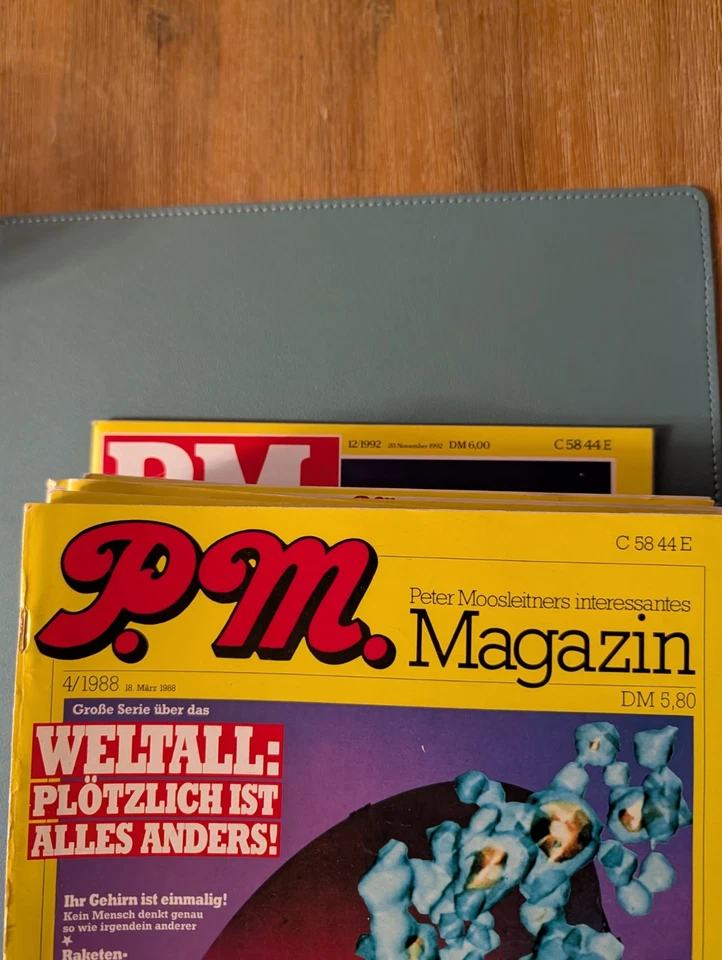 PM
12/1992 20. November 1992 DM 6,00
C 58 44 E
C 58 44 E
P.M.
Peter Moosleitners interessantes
Magazin
4/1988 18. März 1988
DM 5,80
Große Serie über das
WELTALL:
PLÖTZLICH IST
ALLES ANDERS!
Ihr Gehirn ist einmalig!
Kein Mensch denkt genau
so wie irgendein anderer
Raketen-